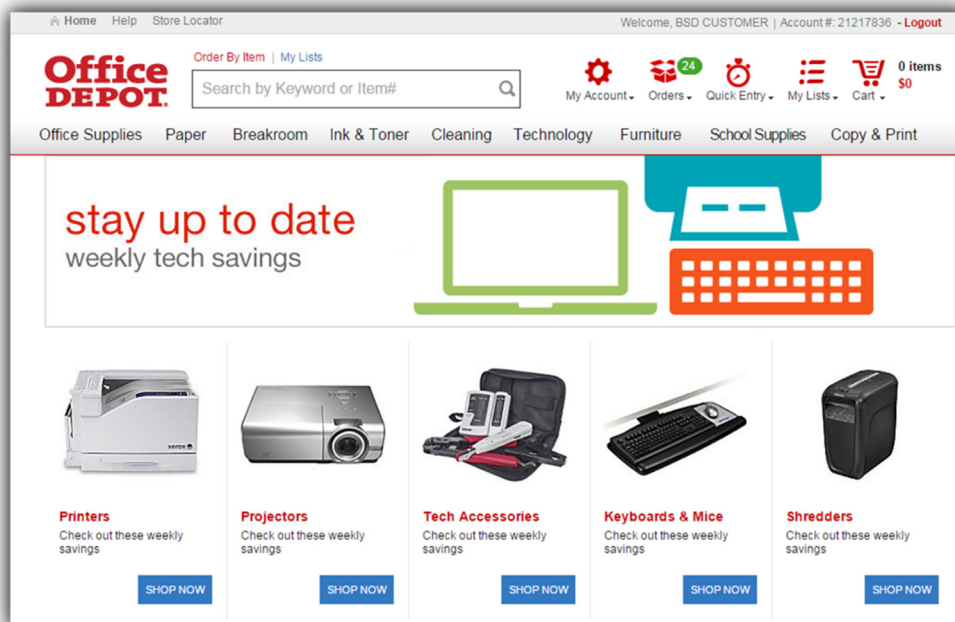 Home Help Store Locator
Welcome, BSD CUSTOMER | Account #: 21217836 - Logout
Office
DEPOT.
Order By Item | My Lists
Search by Keyword or Item#
24
0 items
$0
My Account Orders Quick Entry My Lists Cart
Office Supplies Paper Breakroom Ink & Toner Cleaning Technology Furniture School Supplies Copy & Print
stay up to date
weekly tech savings
xerox
Printers
Check out these weekly
savings
SHOP NOW
Projectors
Check out these weekly
savings
SHOP NOW
Tech Accessories
Check out these weekly
savings
SHOP NOW
Keyboards & Mice
Check out these weekly
savings
SHOP NOW
Shredders
Check out these weekly
savings
SHOP NOW